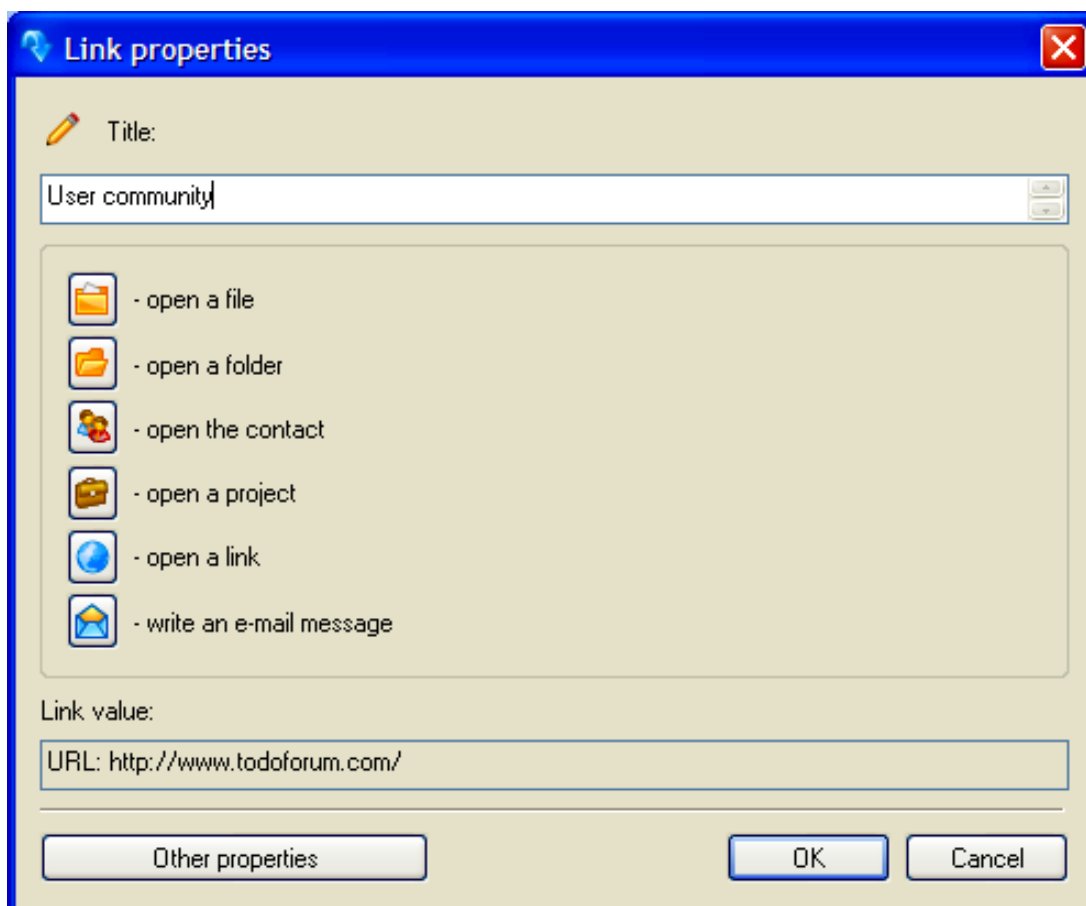 Link properties
Title:
User community
- open a file
- open a folder
- open the contact
- open a project
- open a link
- write an e-mail message
Link value:
URL: http://www.todoforum.com/
Other properties
OK
Cancel